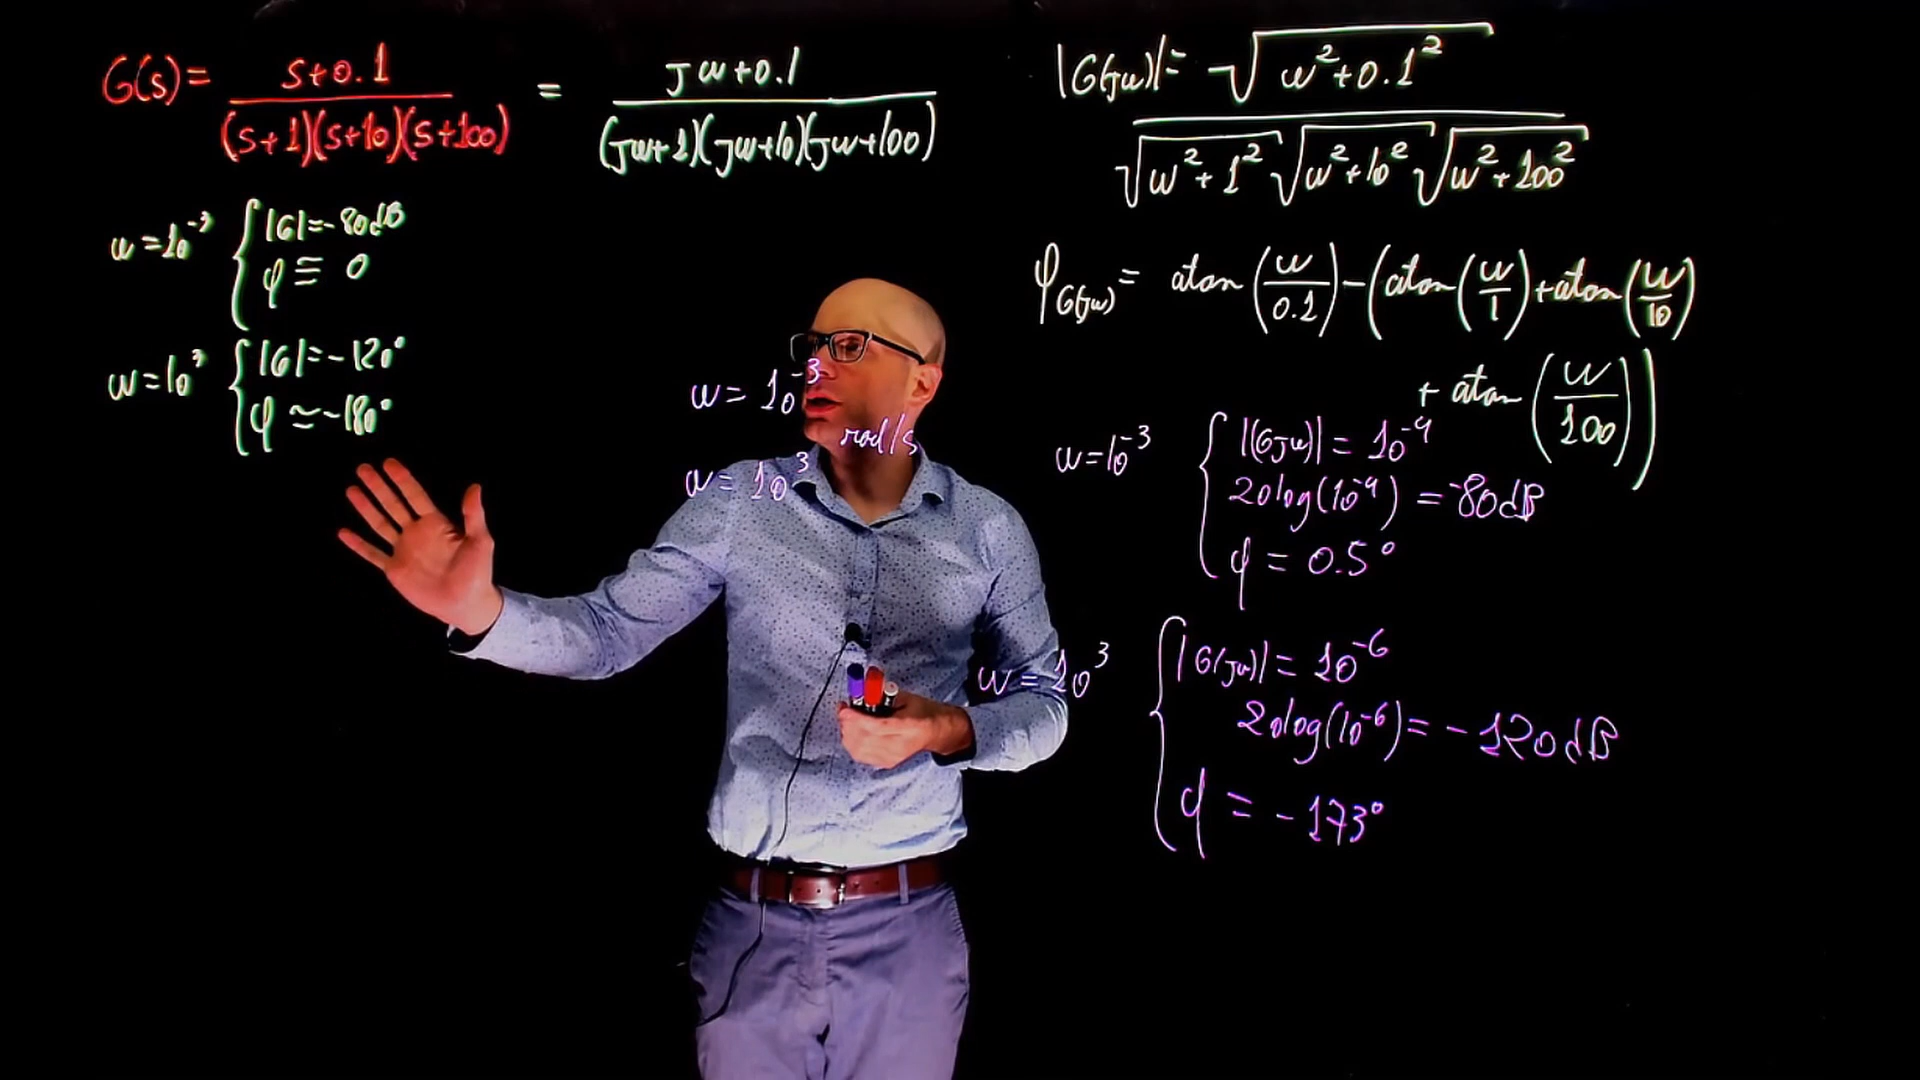 G(s) = s+0.1 / (s+1)(s+10)(s+100) = jω+0.1 / (jω+1)(jω+10)(jω+100)
|G(jω)| = √ω²+0.1² / √ω²+1² √ω²+10² √ω²+100²
ω=10⁻³ { |G|=-80dB
φ ≅ 0
ω=10³ { |G|=-120°
φ ≃ -180°
φG(jω) = atan(ω/0.1) - (atan(ω/1) + atan(ω/10)
+ atan(ω/100))
ω = 10⁻³
rad/s
ω = 10³
ω=10⁻³ { |(Gjω)| = 10⁻⁴
20log(10⁻⁴) = -80dB
φ = 0.5°
ω = 10³ { |G(jω)| = 10⁻⁶
20log(10⁻⁶) = -120dB
φ = -173°